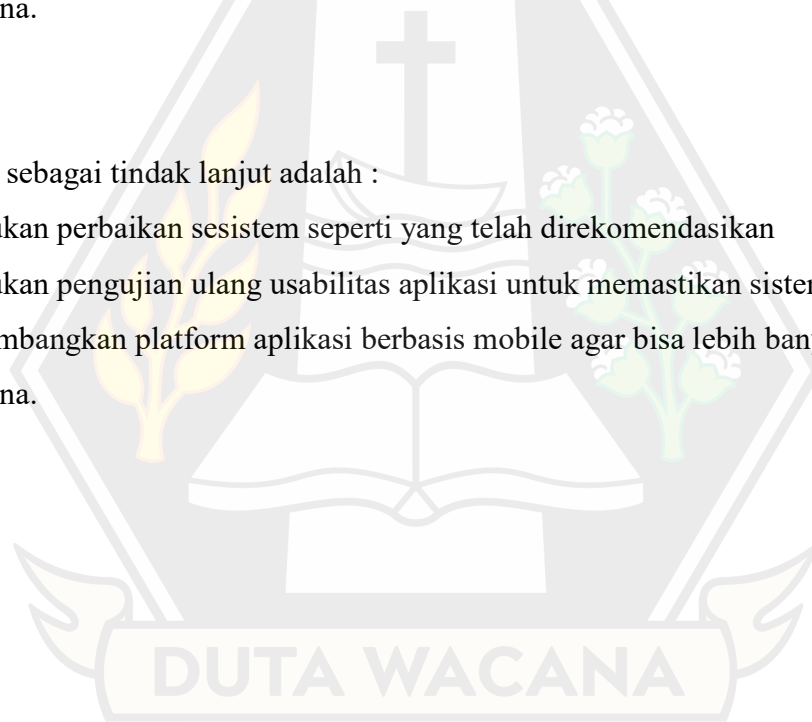 na.
sebagai tindak lanjut adalah :
kan perbaikan sesistem seperti yang telah direkomendasikan
kan pengujian ulang usabilitas aplikasi untuk memastikan sistem
mbangkan platform aplikasi berbasis mobile agar bisa lebih bany
na.
DUTA WACANA